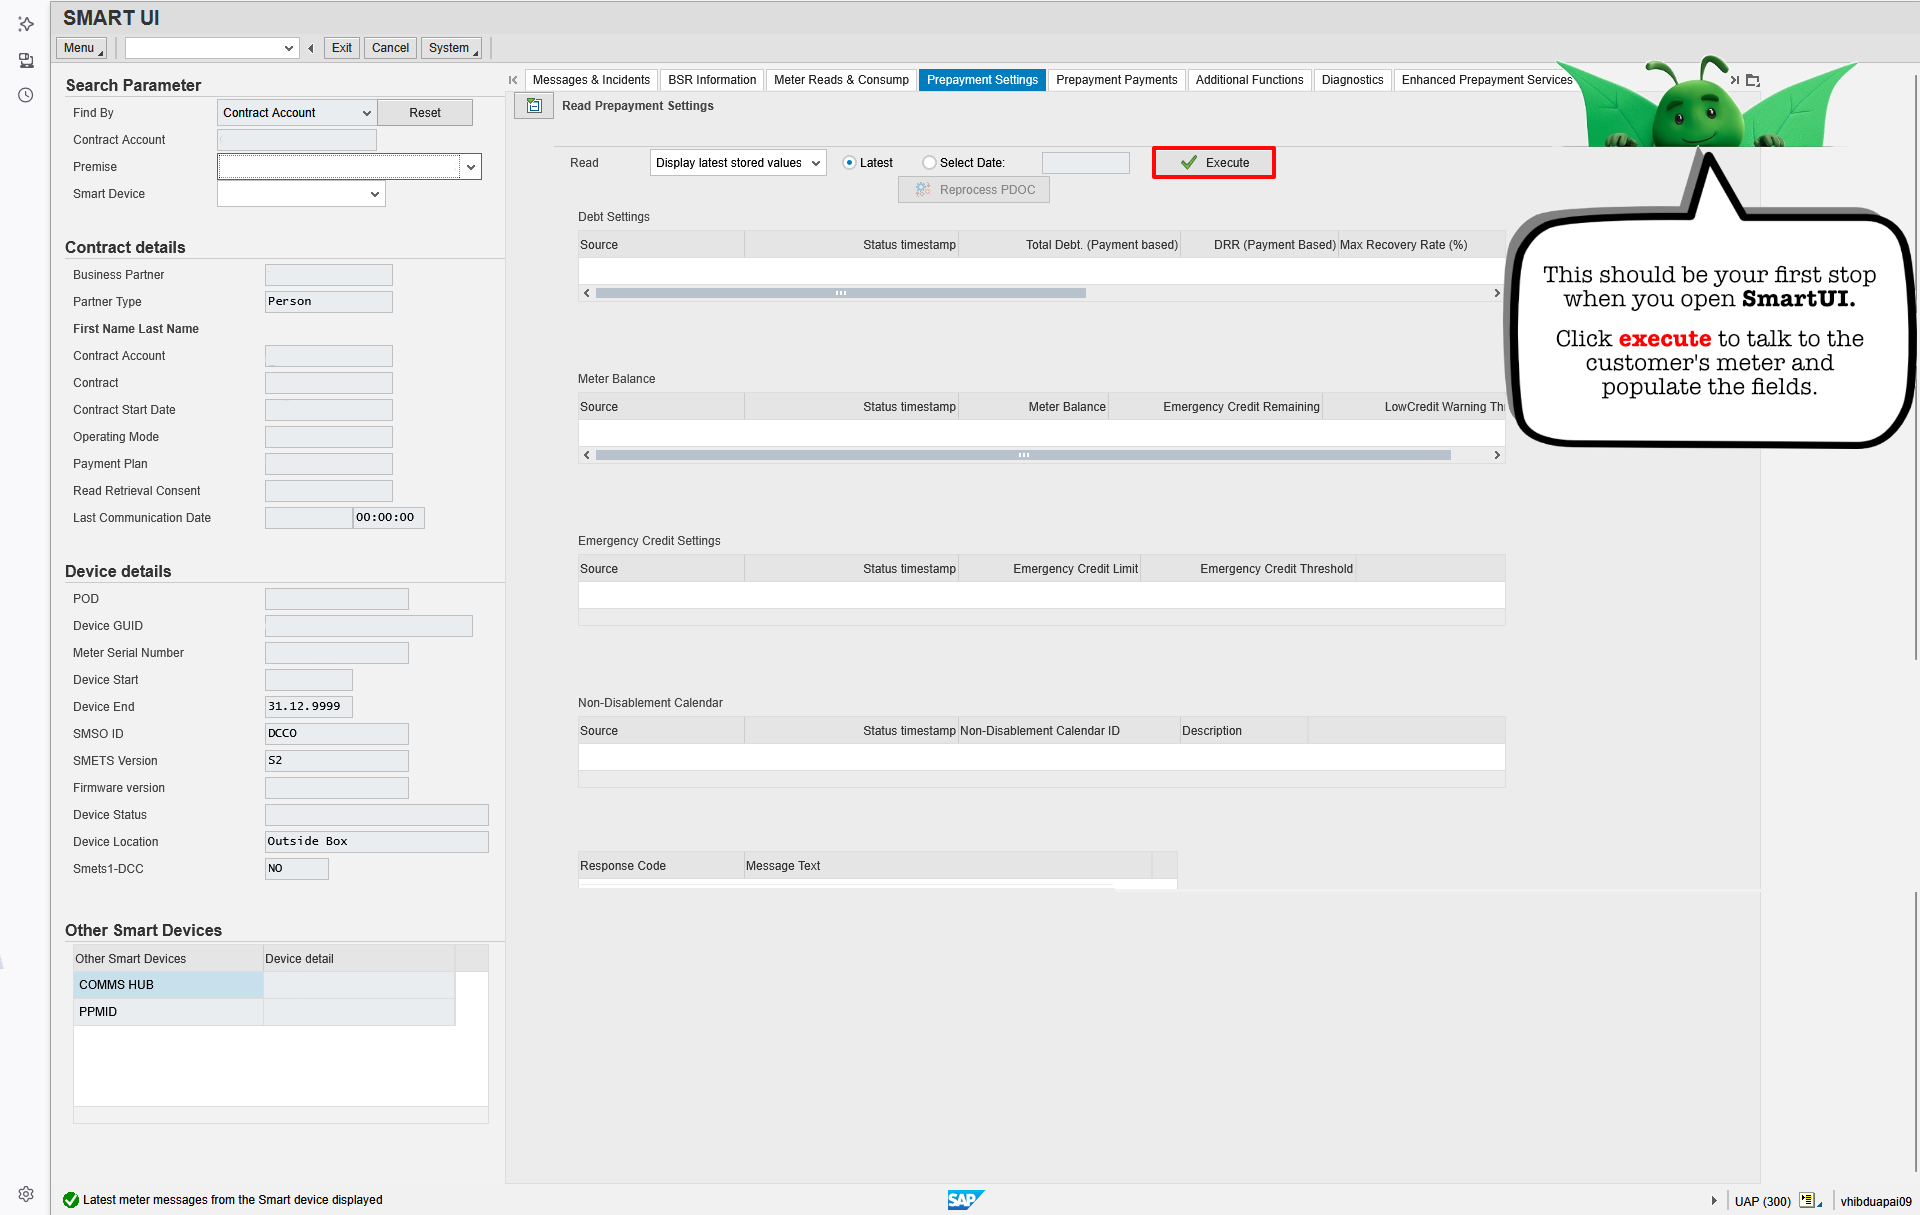 SMART UI
Menu
Exit
Cancel
System
Search Parameter
Find By
Contract Account
Reset
Contract Account
Premise
Smart Device
Contract details
Business Partner
Partner Type
Person
First Name Last Name
Contract Account
Contract
Contract Start Date
Operating Mode
Payment Plan
Read Retrieval Consent
Last Communication Date
00:00:00
Device details
POD
Device GUID
Meter Serial Number
Device Start
Device End
31.12.9999
SMSO ID
DCCO
SMETS Version
S2
Firmware version
Device Status
Device Location
Outside Box
Smets1-DCC
NO
Other Smart Devices
Other Smart Devices
Device detail
COMMS HUB
PPMID
Messages & Incidents
BSR Information
Meter Reads & Consump
Prepayment Settings
Prepayment Payments
Additional Functions
Diagnostics
Enhanced Prepayment Services
Read Prepayment Settings
Read
Display latest stored values
Latest
Select Date:
Execute
Reprocess PDOC
Debt Settings
Source
Status timestamp
Total Debt. (Payment based)
DRR (Payment Based)
Max Recovery Rate (%)
Meter Balance
Source
Status timestamp
Meter Balance
Emergency Credit Remaining
LowCredit Warning Thr
Emergency Credit Settings
Source
Status timestamp
Emergency Credit Limit
Emergency Credit Threshold
Non-Disablement Calendar
Source
Status timestamp
Non-Disablement Calendar ID
Description
Response Code
Message Text
This should be your first stop
when you open SmartUI.
Click execute to talk to the
customer's meter and
populate the fields.
Latest meter messages from the Smart device displayed
SAP
UAP (300)
vhibduapai09